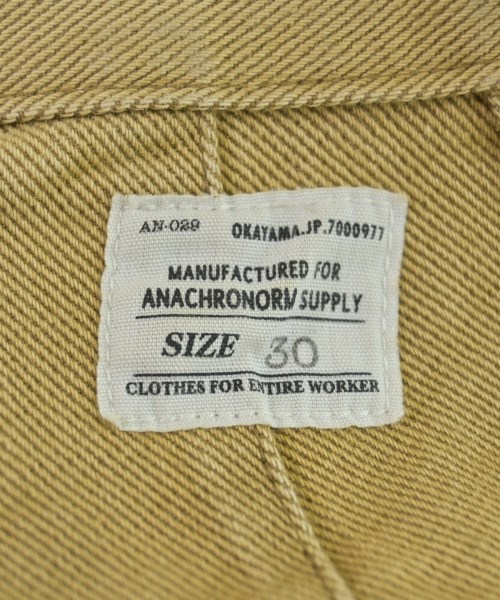 AN-029 OKAYAMA.JP.7000977
MANUFACTURED FOR
ANACHRONORM SUPPLY
SIZE 30
CLOTHES FOR ENTIRE WORKER